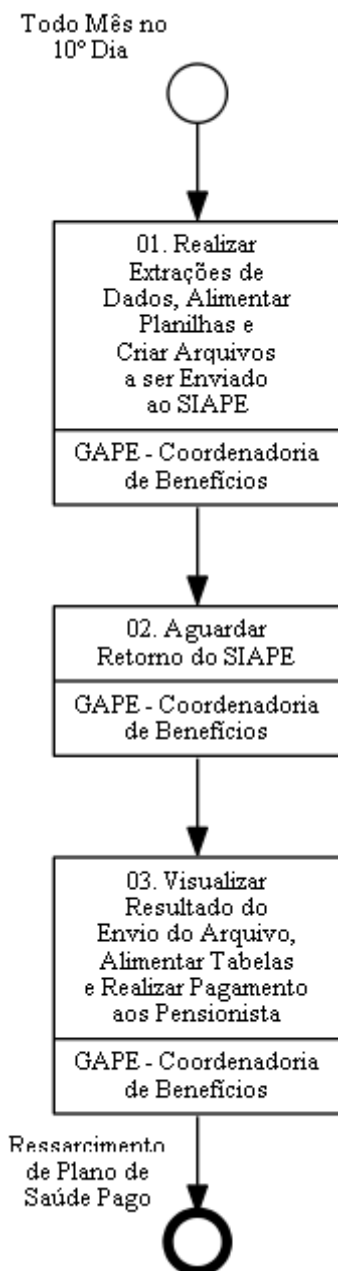 Todo Mês no
10º Dia
01. Realizar
Extrações de
Dados, Alimentar
Planilhas e
Criar Arquivos
a ser Enviado
ao SIAPE
GAPE - Coordenadoria
de Benefícios
02. Aguardar
Retorno do SIAPE
GAPE - Coordenadoria
de Benefícios
03. Visualizar
Resultado do
Envio do Arquivo,
Alimentar Tabelas
e Realizar Pagamento
aos Pensionista
GAPE - Coordenadoria
de Benefícios
Ressarcimento
de Plano de
Saúde Pago